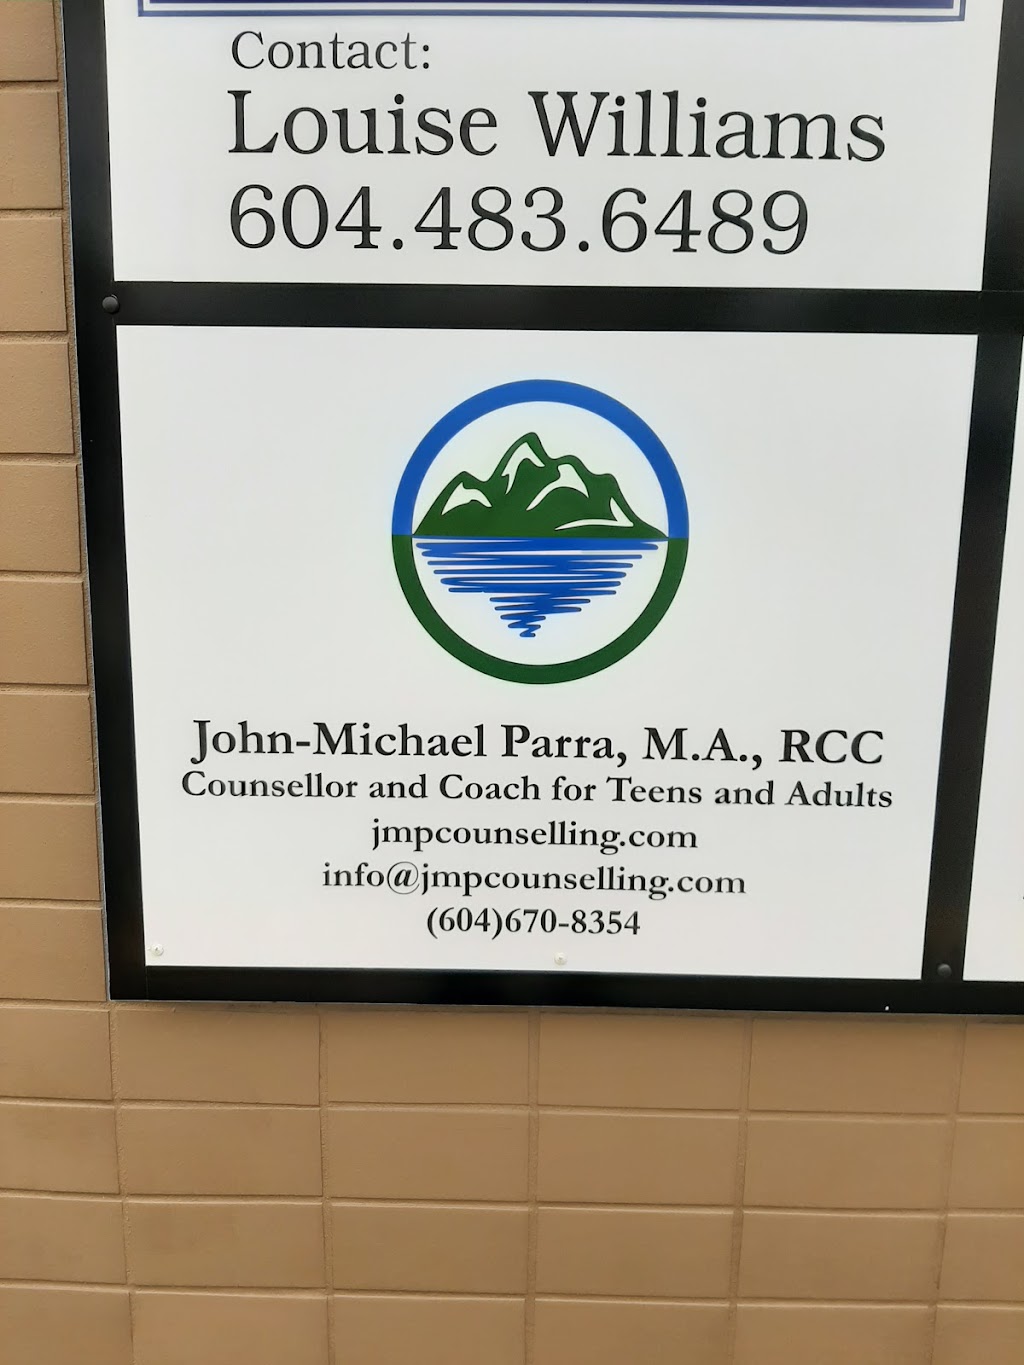 Contact:
Louise Williams
604.483.6489
John-Michael Parra, M.A., RCC
Counsellor and Coach for Teens and Adults
jmpcounselling.com
info@jmpcounselling.com
(604)670-8354